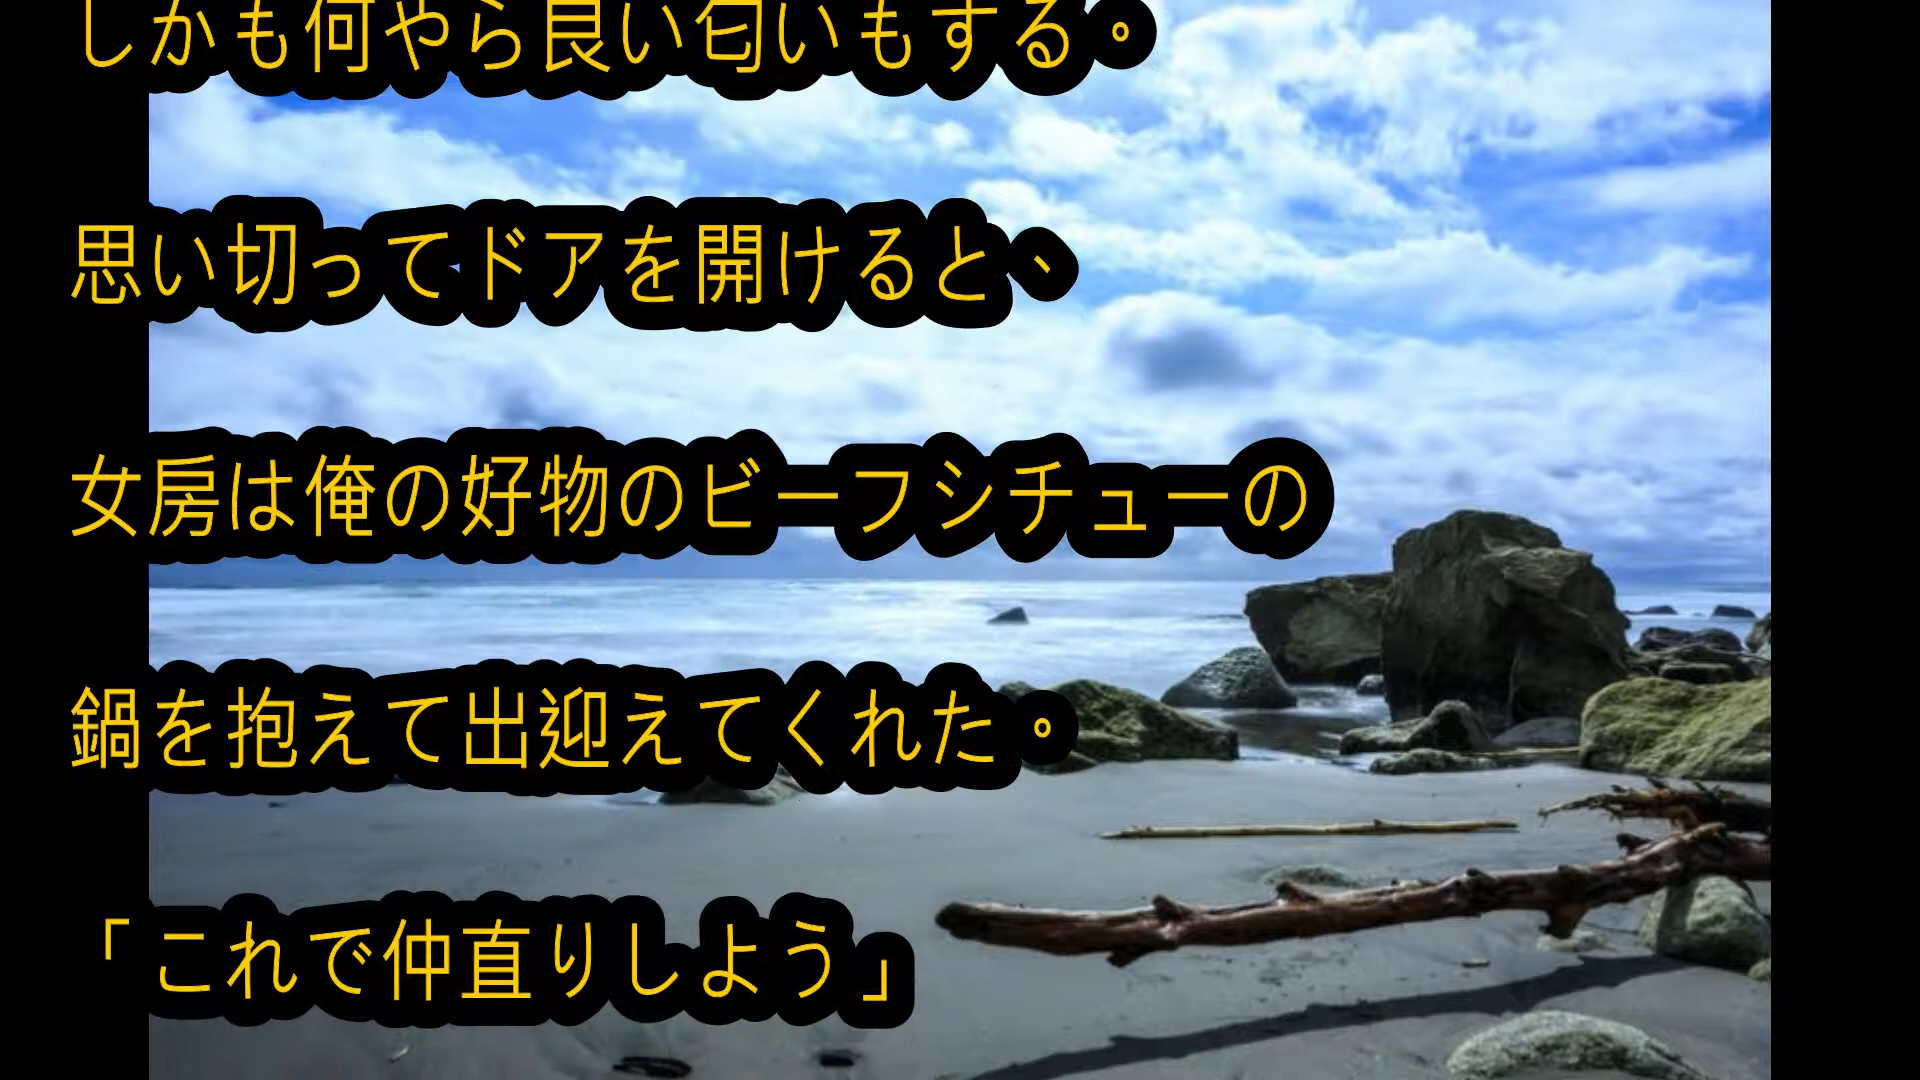 しかも何やら良い匂いもする。
思い切ってドアを開けると、
女房は俺の好物のビーフシチューの
鍋を抱えて出迎えてくれた。
「これで仲直りしよう」